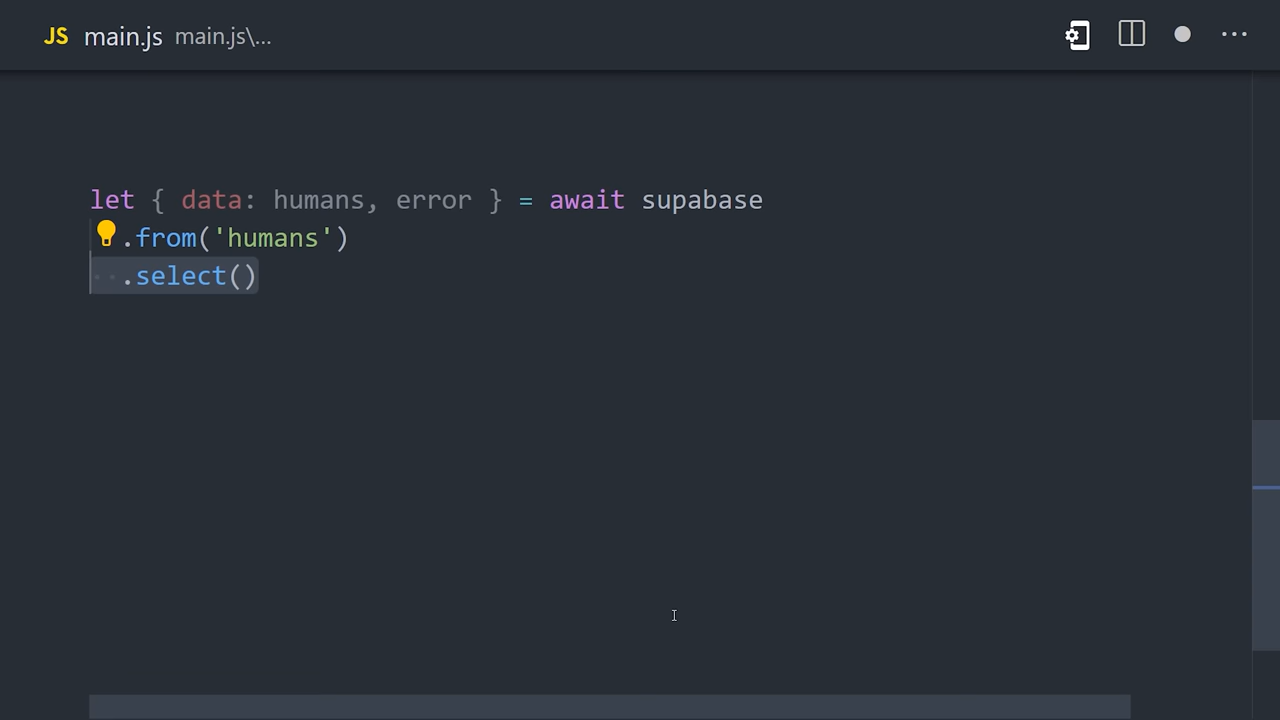 JS main.js main.js\...
let { data: humans, error } = await supabase
.from('humans')
.select()